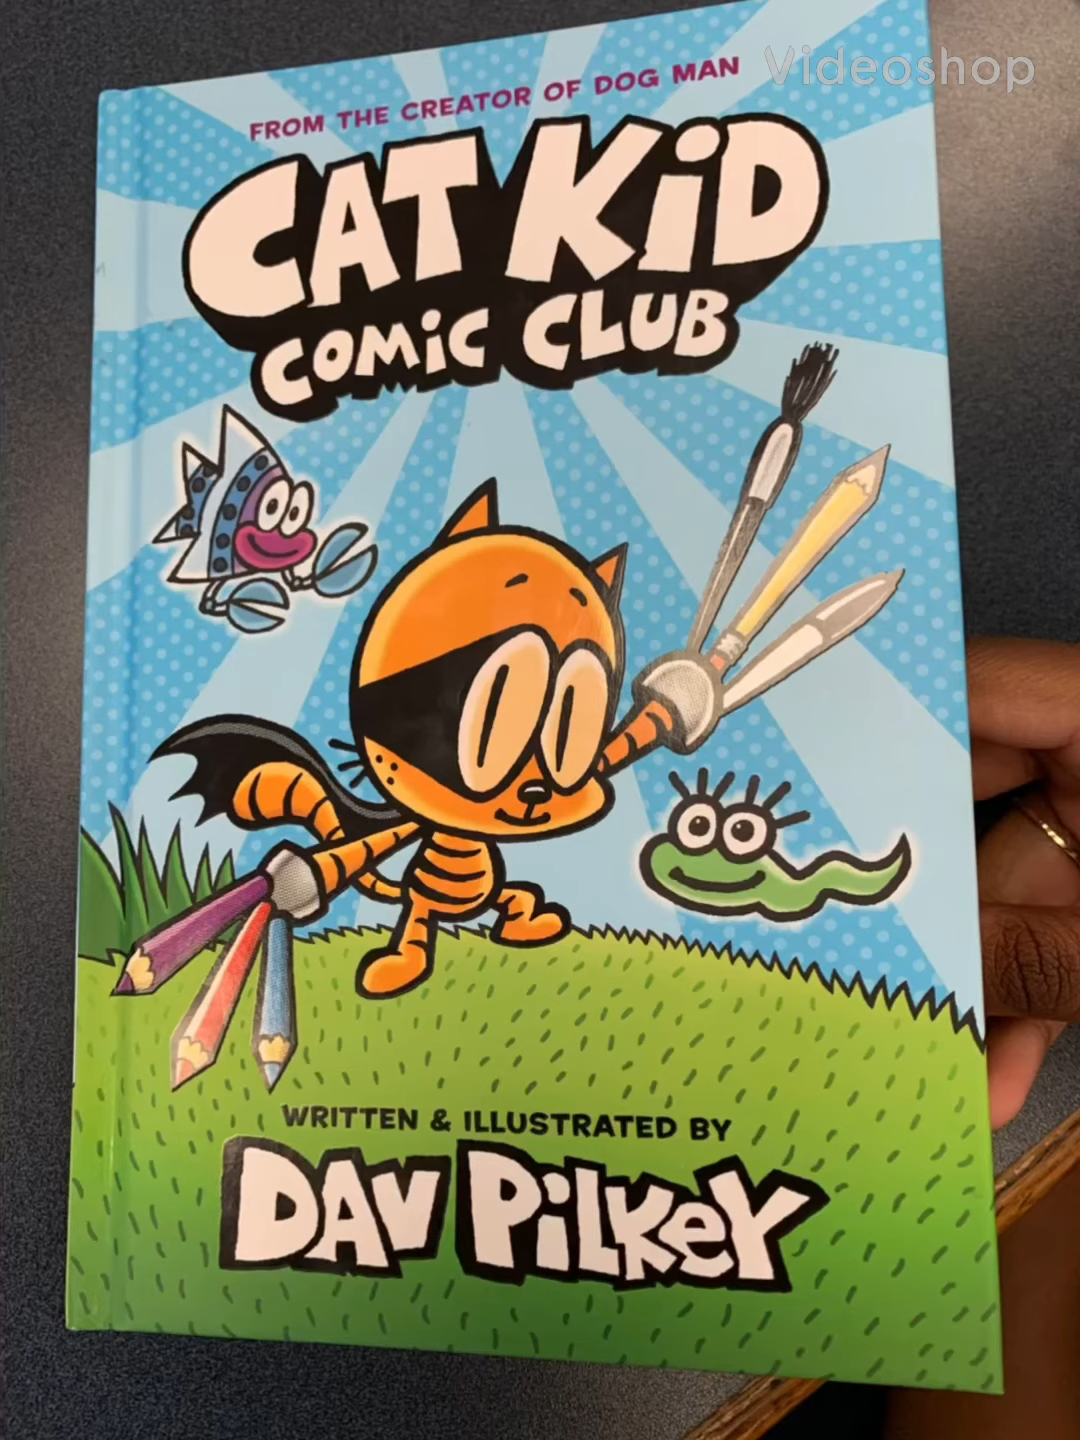 Videoshop
FROM THE CREATOR OF DOG MAN
CAT KiD
COMiC CLUB
WRITTEN & ILLUSTRATED BY
DAV PiLKEY